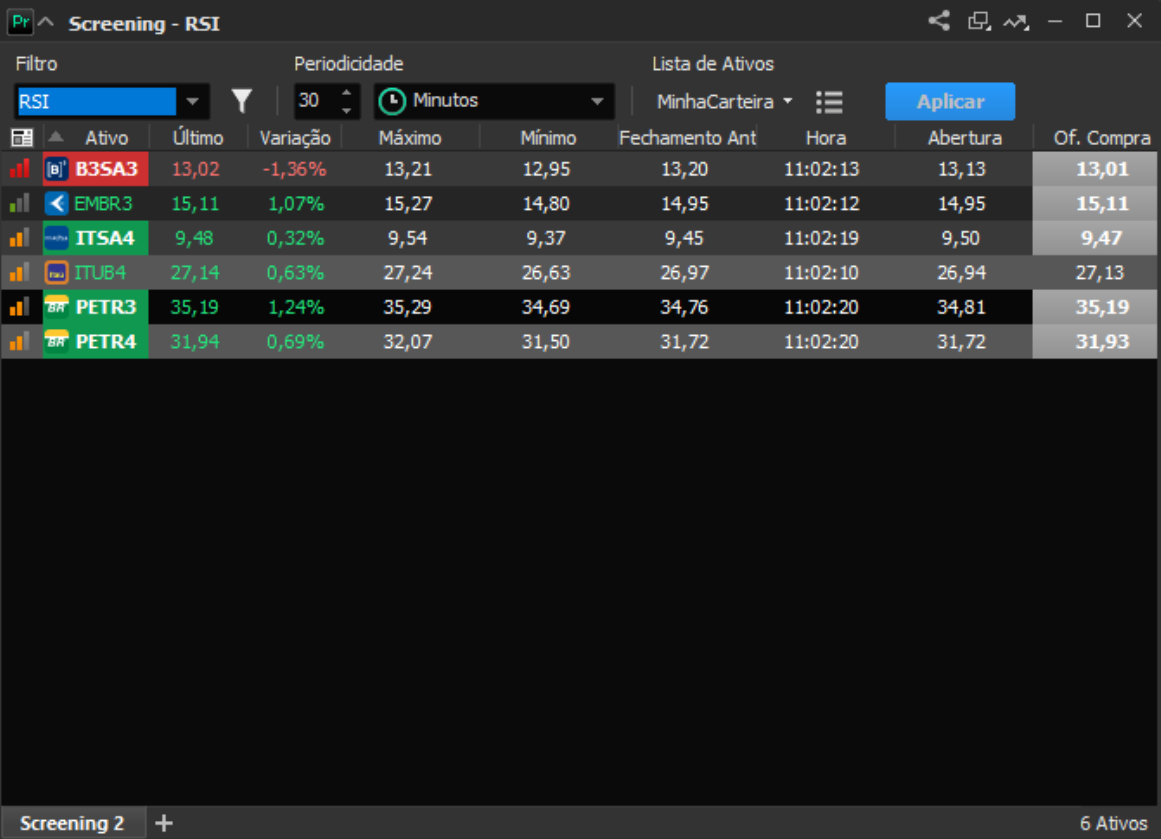 Pr Screening - RSI
Filtro Periodicidade Lista de Ativos
RSI 30 Minutos MinhaCarteira Aplicar
Ativo Último Variação Máximo Mínimo Fechamento Ant Hora Abertura Of. Compra
[B]³ B3SA3 13,02 -1,36% 13,21 12,95 13,20 11:02:13 13,13 13,01
EMBR3 15,11 1,07% 15,27 14,80 14,95 11:02:12 14,95 15,11
ITSA4 9,48 0,32% 9,54 9,37 9,45 11:02:19 9,50 9,47
ITUB4 27,14 0,63% 27,24 26,63 26,97 11:02:10 26,94 27,13
BR PETR3 35,19 1,24% 35,29 34,69 34,76 11:02:20 34,81 35,19
BR PETR4 31,94 0,69% 32,07 31,50 31,72 11:02:20 31,72 31,93
Screening 2 + 6 Ativos